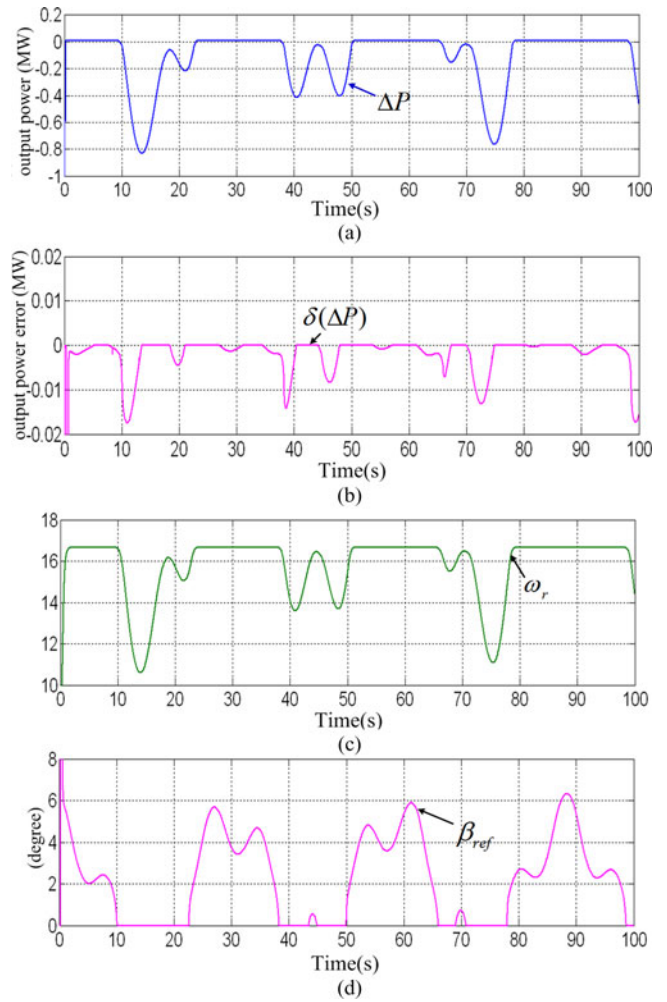 output power (MW)
0.2
0
-0.2
-0.4
-0.6
-0.8
-1
ΔP
0 10 20 30 40 50 60 70 80 90 100
Time(s)
(a)
output power error (MW)
0.02
0.01
0
-0.01
-0.02
δ(ΔP)
0 10 20 30 40 50 60 70 80 90 100
Time(s)
(b)
18
16
14
12
10
ω_r
0 10 20 30 40 50 60 70 80 90 100
Time(s)
(c)
(degree)
8
6
4
2
0
β_ref
0 10 20 30 40 50 60 70 80 90 100
Time(s)
(d)